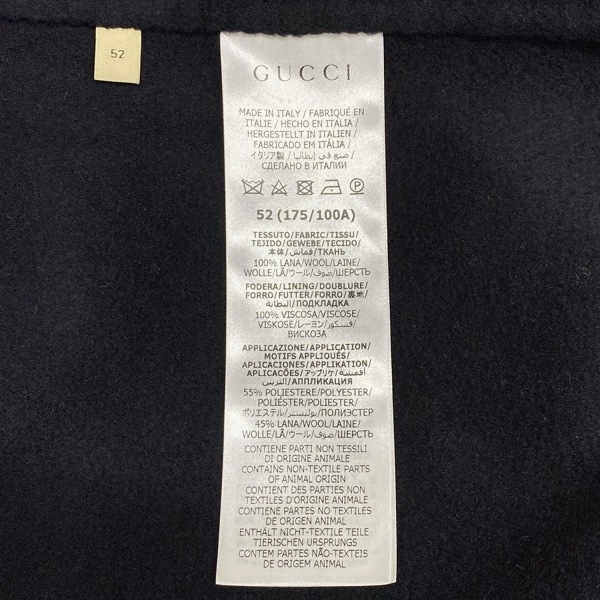 52
GUCCI
MADE IN ITALY / FABRIQUÉ EN
ITALIE / HECHO EN ITALIA /
HERGESTELLT IN ITALIEN /
FABRICADO EM ITÁLIA /
イタリア製 / صنع في إيطاليا /
СДЕЛАНО В ИТАЛИИ
52 (175/100A)
TESSUTO/FABRIC/TISSU/
TEJIDO/GEWEBE/TECIDO/
本体/قماش/ТКАНЬ
100% LANA/WOOL/LAINE/
WOLLE/LÃ/ウール/صوف/ШЕРСТЬ
FODERA/LINING/DOUBLURE/
FORRO/FUTTER/FORRO/裏地/
البطانة/ПОДКЛАДКА
100% VISCOSA/VISCOSE/
VISKOSE/レーヨン/فسكوز/
ВИСКОЗА
APPLICAZIONE/APPLICATION/
MOTIFS APPLIQUÉS/
APLICACIONES/APPLIKATION/
APLICACÕES/アップリケ/أقمشة/
التزيين/АППЛИКАЦИЯ
55% POLIESTERE/POLYESTER/
POLYESTER/POLIÉSTER/
POLYESTER/POLIÉSTER/
ポリエステル/بوليستر/ПОЛИЭСТЕР
45% LANA/WOOL/LAINE/
WOLLE/LÃ/ウール/صوف/ШЕРСТЬ
CONTIENE PARTI NON TESSILI
DI ORIGINE ANIMALE
CONTAINS NON-TEXTILE PARTS
OF ANIMAL ORIGIN
CONTIENT DES PARTIES NON
TEXTILES D'ORIGINE ANIMALE
CONTIENE PARTES NO TEXTILES
DE ORIGEN ANIMAL
ENTHÄLT NICHT-TEXTILE TEILE
TIERISCHEN URSPRUNGS
CONTEM PARTES NÃO-TEXTEIS
DE ORIGEM ANIMAL